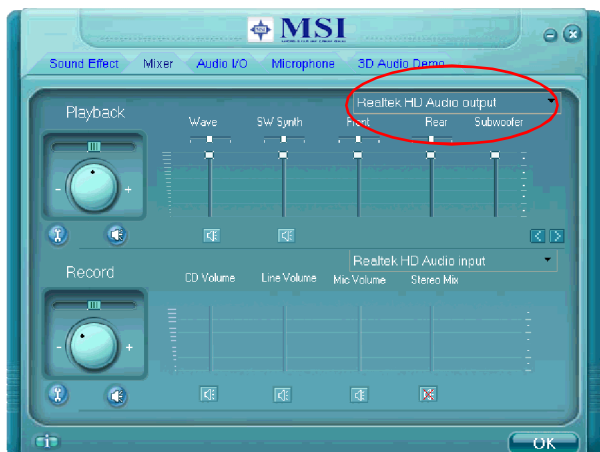 MSI
Sound Effect Mixer Audio I/O Microphone 3D Audio Demo
Realtek HD Audio output
Playback
Wave SW Synth Front Rear Subwoofer
- +
Realtek HD Audio input
Record
CD Volume Line Volume Mic Volume Stereo Mix
- +
i
OK